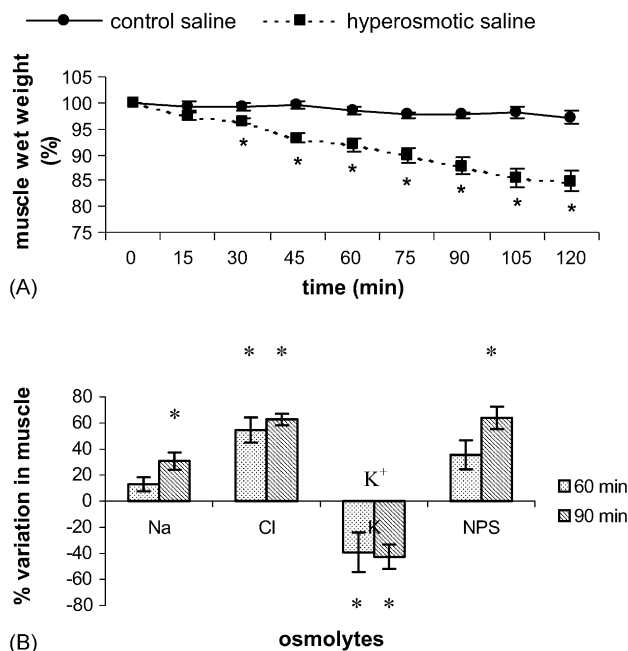 control saline hyperosmotic saline
105
100
95
90
85
80
75
muscle wet weight
(%)
*
*
*
*
*
*
*
0 15 30 45 60 75 90 105 120
time (min)
(A)
* * *
80
60
40
20
0
-20
-40
-60
-80
% variation in muscle
*
K+
Na Cl K NPS
60 min
90 min
* *
osmolytes
(B)